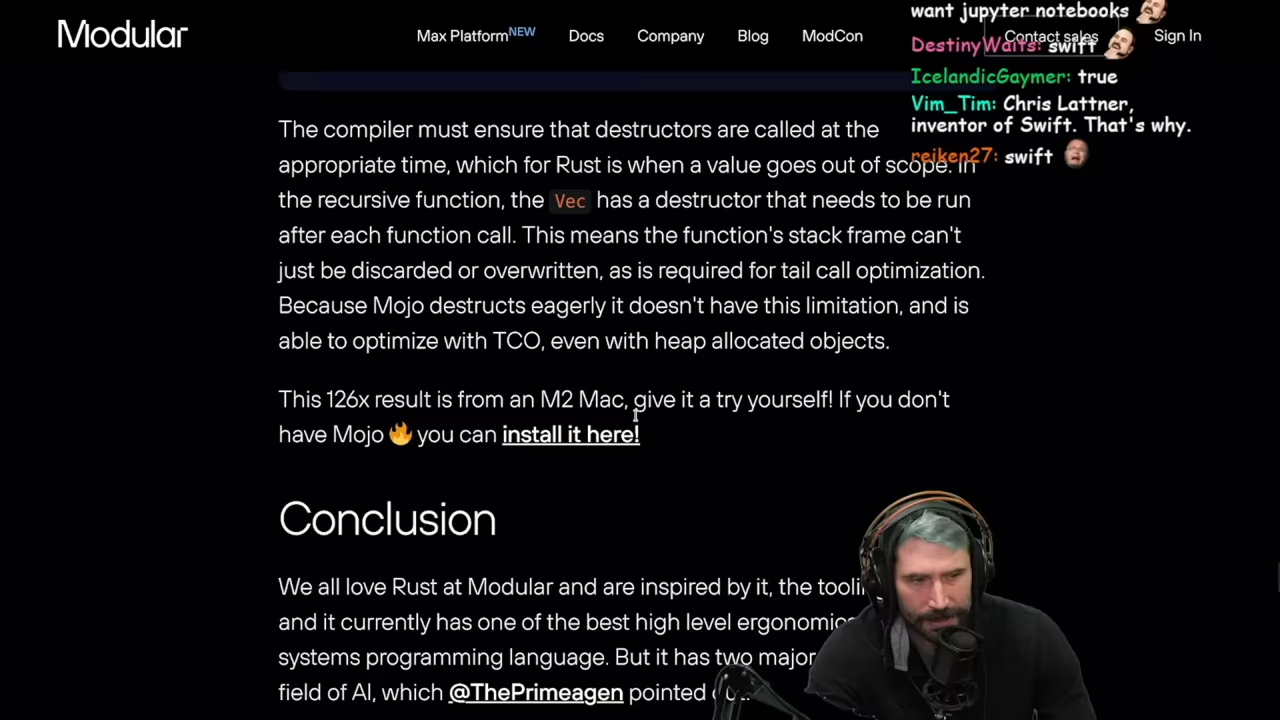 Modular
Max Platform NEW
Docs
Company
Blog
ModCon
Contact sales
Sign In
want jupyter notebooks
DestinyWaits: swift
IcelandicGaymer: true
Vim_Tim: Chris Lattner,
inventor of Swift. That's why.
reiken27: swift
The compiler must ensure that destructors are called at the
appropriate time, which for Rust is when a value goes out of scope. In
the recursive function, the Vec has a destructor that needs to be run
after each function call. This means the function's stack frame can't
just be discarded or overwritten, as is required for tail call optimization.
Because Mojo destructs eagerly it doesn't have this limitation, and is
able to optimize with TCO, even with heap allocated objects.
This 126x result is from an M2 Mac, give it a try yourself! If you don't
have Mojo 🔥 you can install it here!
Conclusion
We all love Rust at Modular and are inspired by it, the
and it currently has one of the best high level ergonomics
systems programming language. But it has two major
field of AI, which @ThePrimeagen pointed